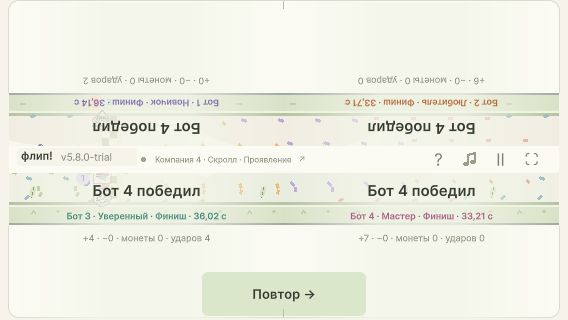 +0 · −0 · монеты 0 · ударов 2
+6 · −0 · монеты 0 · ударов 0
Бот 1 · Новичок · Финиш · 36,14 с
Бот 2 · Любитель · Финиш · 33,71 с
Бот 4 победил
Бот 4 победил
флип! v5.8.0-trial Компания 4 · Скролл · Проявление ↗ ?
Бот 4 победил
Бот 4 победил
Бот 3 · Уверенный · Финиш · 36,02 с
Бот 4 · Мастер · Финиш · 33,21 с
+4 · −0 · монеты 0 · ударов 4
+7 · −0 · монеты 0 · ударов 0
Повтор →